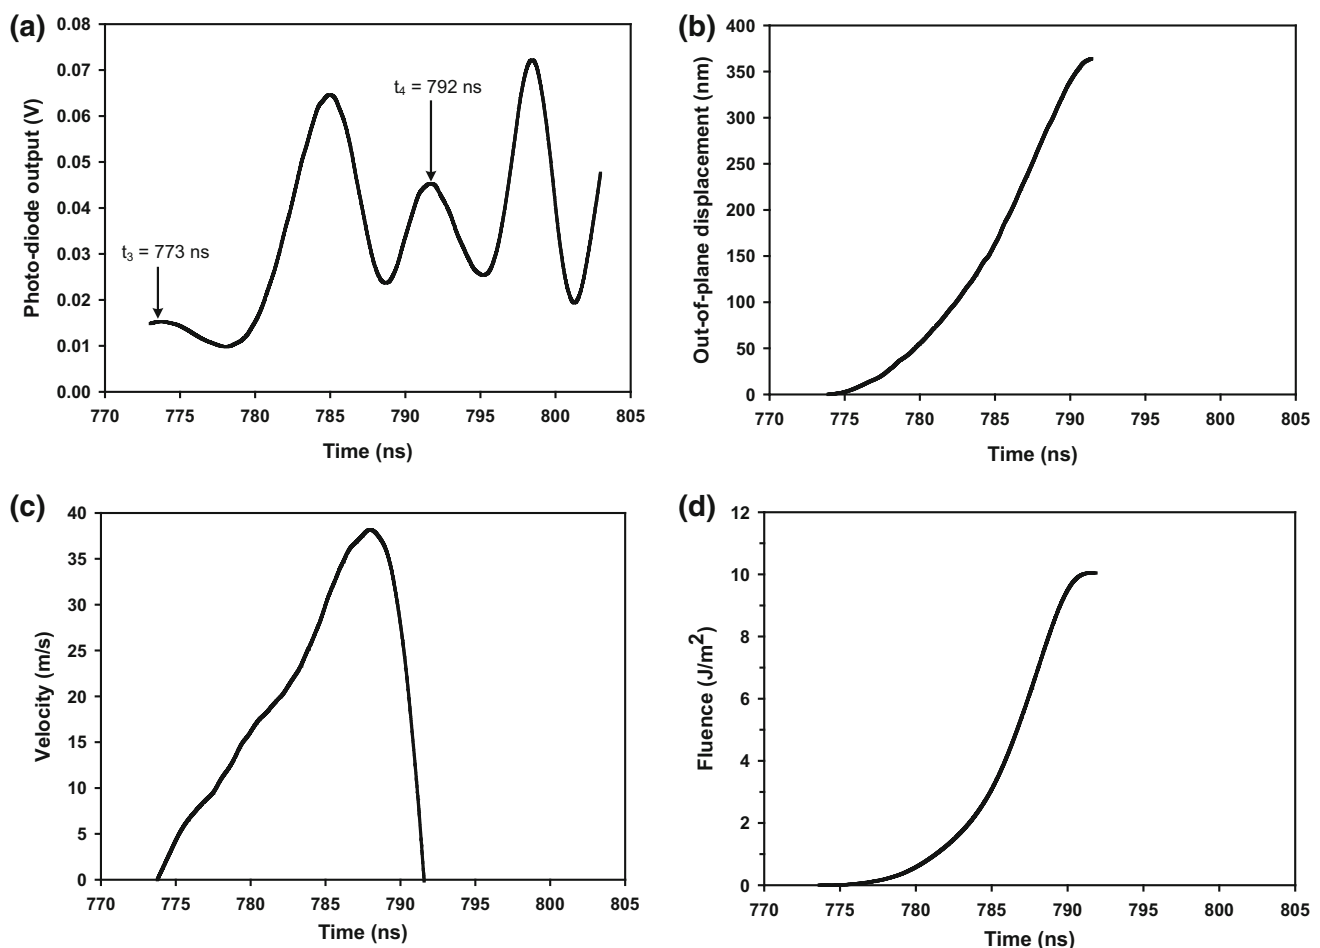 (a)
Photo-diode output (V)
0.08
0.07
0.06
0.05
0.04
0.03
0.02
0.01
0.00
t₃ = 773 ns
t₄ = 792 ns
770 775 780 785 790 795 800 805
Time (ns)
(b)
Out-of-plane displacement (nm)
400
350
300
250
200
150
100
50
0
770 775 780 785 790 795 800 805
Time (ns)
(c)
Velocity (m/s)
40
35
30
25
20
15
10
5
0
770 775 780 785 790 795 800 805
Time (ns)
(d)
Fluence (J/m²)
12
10
8
6
4
2
0
770 775 780 785 790 795 800 805
Time (ns)